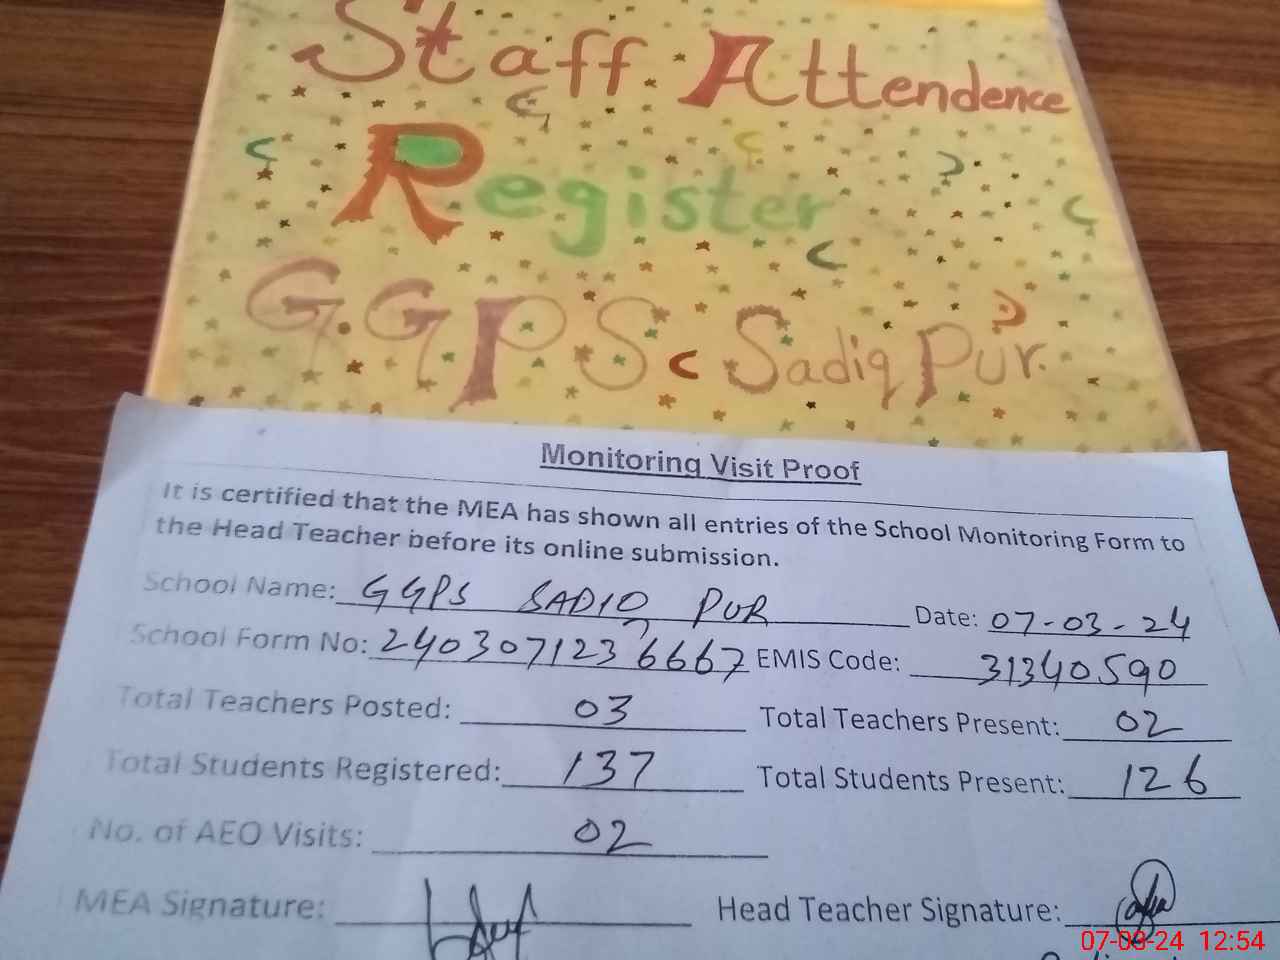 Staff Attendence
Register
G.GPS Sadiq Pur.
Monitoring Visit Proof
It is certified that the MEA has shown all entries of the School Monitoring Form to
the Head Teacher before its online submission.
School Name: GGPS SADIQ PUR Date: 07-03-24
School Form No: 2403071236667 EMIS Code: 31340590
Total Teachers Posted: 03 Total Teachers Present: 02
Total Students Registered: 137 Total Students Present: 126
No. of AEO Visits: 02
MEA Signature: Head Teacher Signature:
07-03-24 12:54